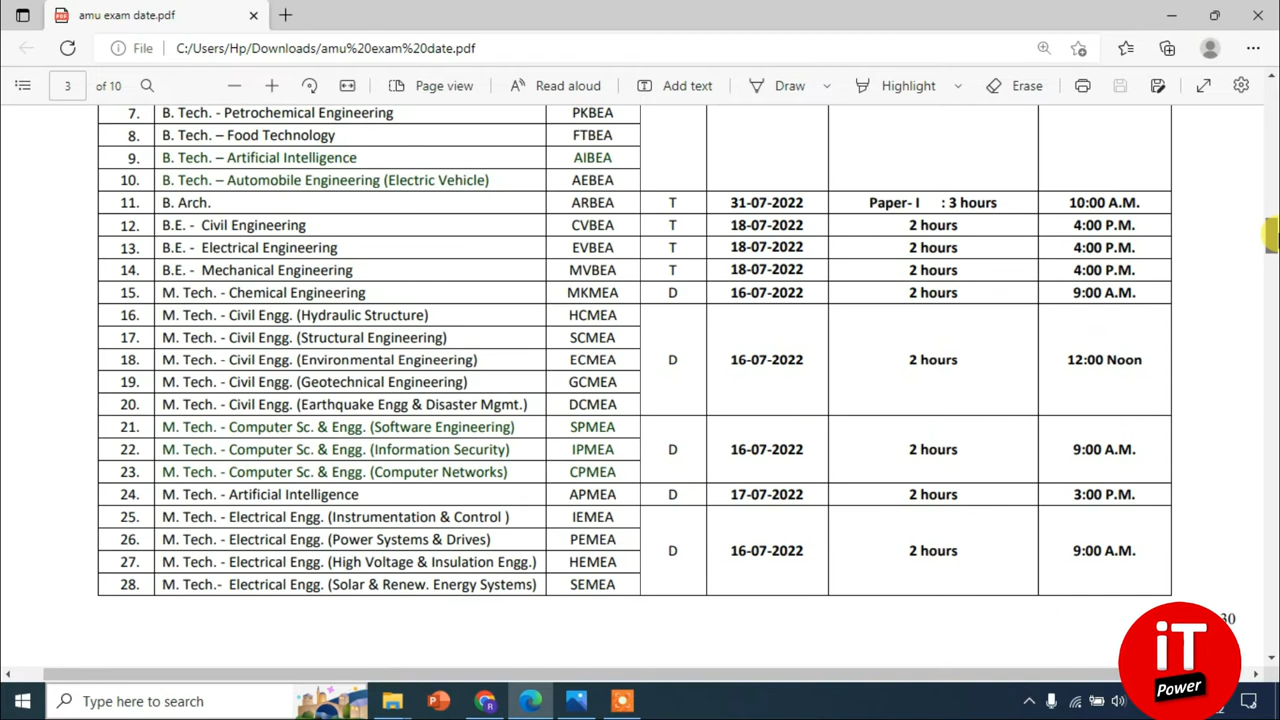 amu exam date.pdf
File C:/Users/Hp/Downloads/amu%20exam%20date.pdf
3 of 10 Page view Read aloud Add text Draw Highlight Erase
7. B. Tech. - Petrochemical Engineering PKBEA
8. B. Tech. – Food Technology FTBEA
9. B. Tech. – Artificial Intelligence AIBEA
10. B. Tech. – Automobile Engineering (Electric Vehicle) AEBEA
11. B. Arch. ARBEA T 31-07-2022 Paper- I : 3 hours 10:00 A.M.
12. B.E. - Civil Engineering CVBEA T 18-07-2022 2 hours 4:00 P.M.
13. B.E. - Electrical Engineering EVBEA T 18-07-2022 2 hours 4:00 P.M.
14. B.E. - Mechanical Engineering MVBEA T 18-07-2022 2 hours 4:00 P.M.
15. M. Tech. - Chemical Engineering MKMEA D 16-07-2022 2 hours 9:00 A.M.
16. M. Tech. - Civil Engg. (Hydraulic Structure) HCMEA
17. M. Tech. - Civil Engg. (Structural Engineering) SCMEA
18. M. Tech. - Civil Engg. (Environmental Engineering) ECMEA D 16-07-2022 2 hours 12:00 Noon
19. M. Tech. - Civil Engg. (Geotechnical Engineering) GCMEA
20. M. Tech. - Civil Engg. (Earthquake Engg & Disaster Mgmt.) DCMEA
21. M. Tech. - Computer Sc. & Engg. (Software Engineering) SPMEA
22. M. Tech. - Computer Sc. & Engg. (Information Security) IPMEA D 16-07-2022 2 hours 9:00 A.M.
23. M. Tech. - Computer Sc. & Engg. (Computer Networks) CPMEA
24. M. Tech. - Artificial Intelligence APMEA D 17-07-2022 2 hours 3:00 P.M.
25. M. Tech. - Electrical Engg. (Instrumentation & Control ) IEMEA
26. M. Tech. - Electrical Engg. (Power Systems & Drives) PEMEA D 16-07-2022 2 hours 9:00 A.M.
27. M. Tech. - Electrical Engg. (High Voltage & Insulation Engg.) HEMEA
28. M. Tech.- Electrical Engg. (Solar & Renew. Energy Systems) SEMEA
30
iT
Power
Type here to search